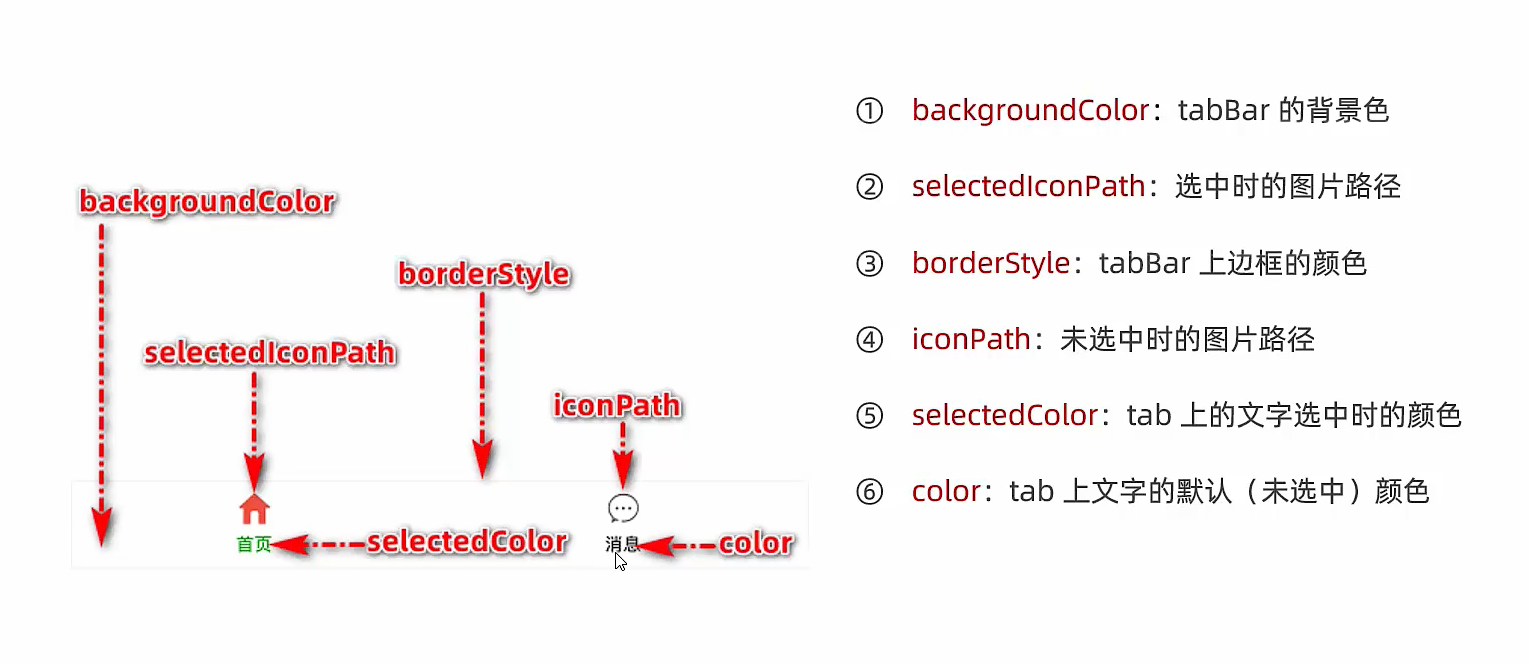 backgroundColor
borderStyle
selectedIconPath
iconPath
首页
selectedColor
消息
color
① backgroundColor：tabBar 的背景色
② selectedIconPath：选中时的图片路径
③ borderStyle：tabBar 上边框的颜色
④ iconPath：未选中时的图片路径
⑤ selectedColor：tab 上的文字选中时的颜色
⑥ color：tab 上文字的默认（未选中）颜色